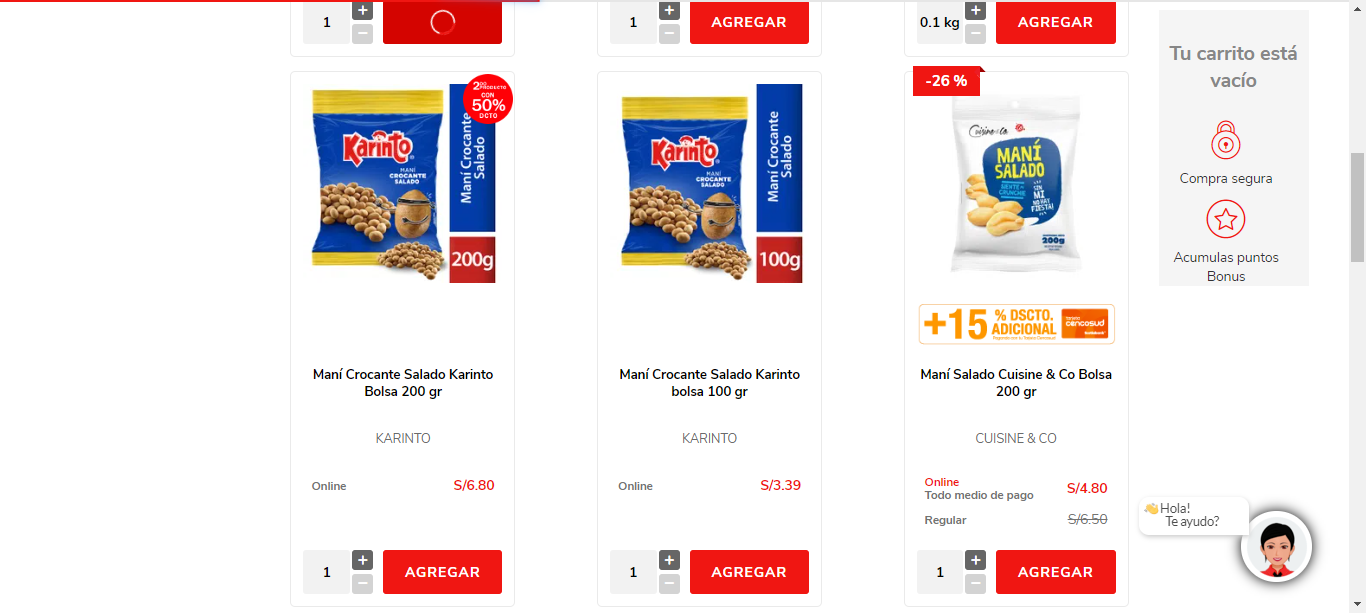 1
+
−
1
+
−
AGREGAR
0.1 kg
+
−
AGREGAR
Tu carrito está
vacío
Compra segura
Acumulas puntos
Bonus
2DO PRODUCTO
CON
50%
DCTO
Karinto
MANÍ
CROCANTE
SALADO
Maní Crocante
Salado
200g
Maní Crocante Salado Karinto
Bolsa 200 gr
KARINTO
Online
S/6.80
1
+
−
AGREGAR
Karinto
MANÍ
CROCANTE
SALADO
Maní Crocante
Salado
100g
Maní Crocante Salado Karinto
bolsa 100 gr
KARINTO
Online
S/3.39
1
+
−
AGREGAR
-26 %
Cuisine & Co
MANÍ
SALADO
SIN
MI
NO HAY
FIESTA!
200g
+15 % DSCTO.
ADICIONAL
cencosud
Maní Salado Cuisine & Co Bolsa
200 gr
CUISINE & CO
Online
Todo medio de pago
S/4.80
Regular
S/6.50
1
+
−
AGREGAR
👋Hola!
Te ayudo?